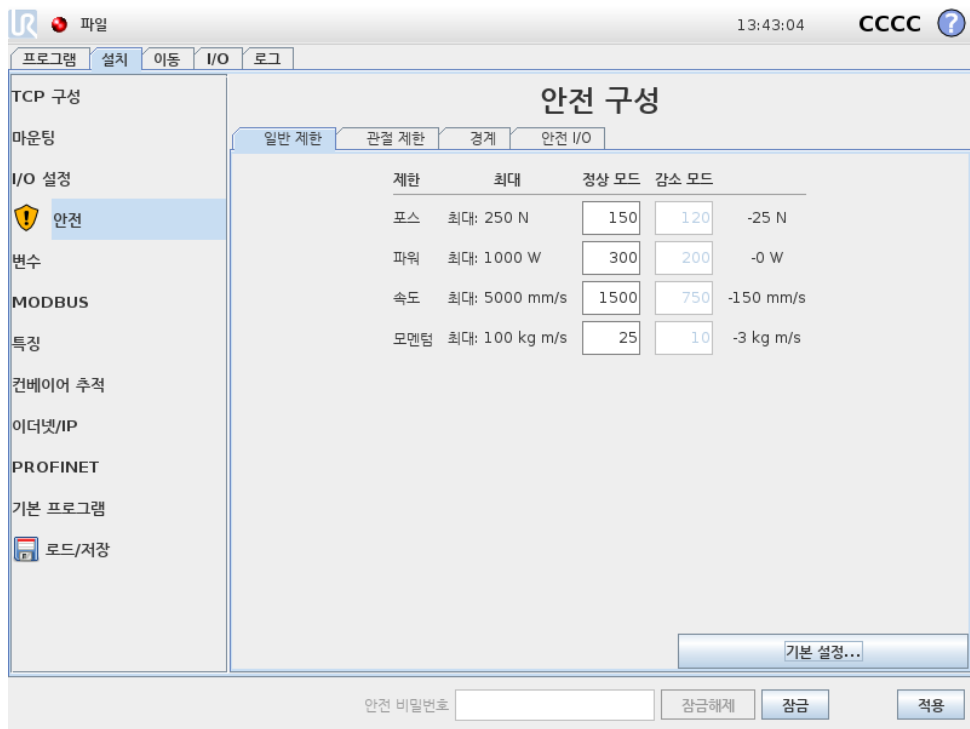 UR 파일 13:43:04 CCCC ?
프로그램 설치 이동 I/O 로그
TCP 구성
마운팅
I/O 설정
안전
변수
MODBUS
특징
컨베이어 추적
이더넷/IP
PROFINET
기본 프로그램
로드/저장
안전 구성
일반 제한 관절 제한 경계 안전 I/O
제한 최대 정상 모드 감소 모드
포스 최대: 250 N 150 120 -25 N
파워 최대: 1000 W 300 200 -0 W
속도 최대: 5000 mm/s 1500 750 -150 mm/s
모멘텀 최대: 100 kg m/s 25 10 -3 kg m/s
기본 설정...
안전 비밀번호 잠금해제 잠금 적용